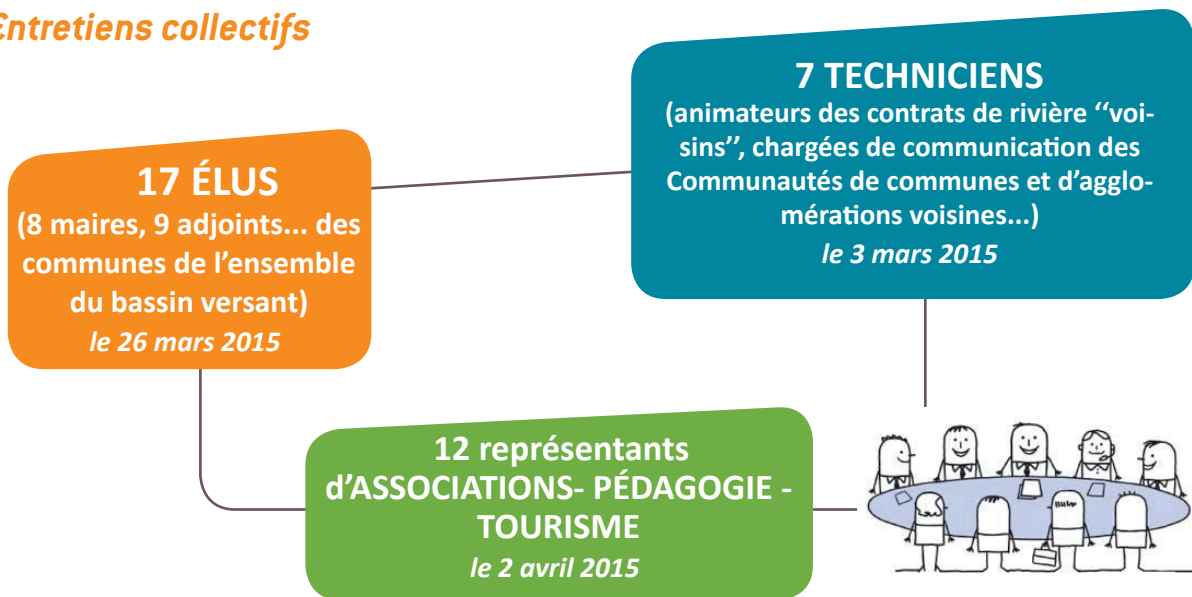 Entretiens collectifs
7 TECHNICIENS
(animateurs des contrats de rivière ‘‘voi-
sins’’, chargées de communication des
Communautés de communes et d’agglo-
mérations voisines...)
le 3 mars 2015
17 ÉLUS
(8 maires, 9 adjoints... des
communes de l’ensemble
du bassin versant)
le 26 mars 2015
12 représentants
d’ASSOCIATIONS- PÉDAGOGIE -
TOURISME
le 2 avril 2015